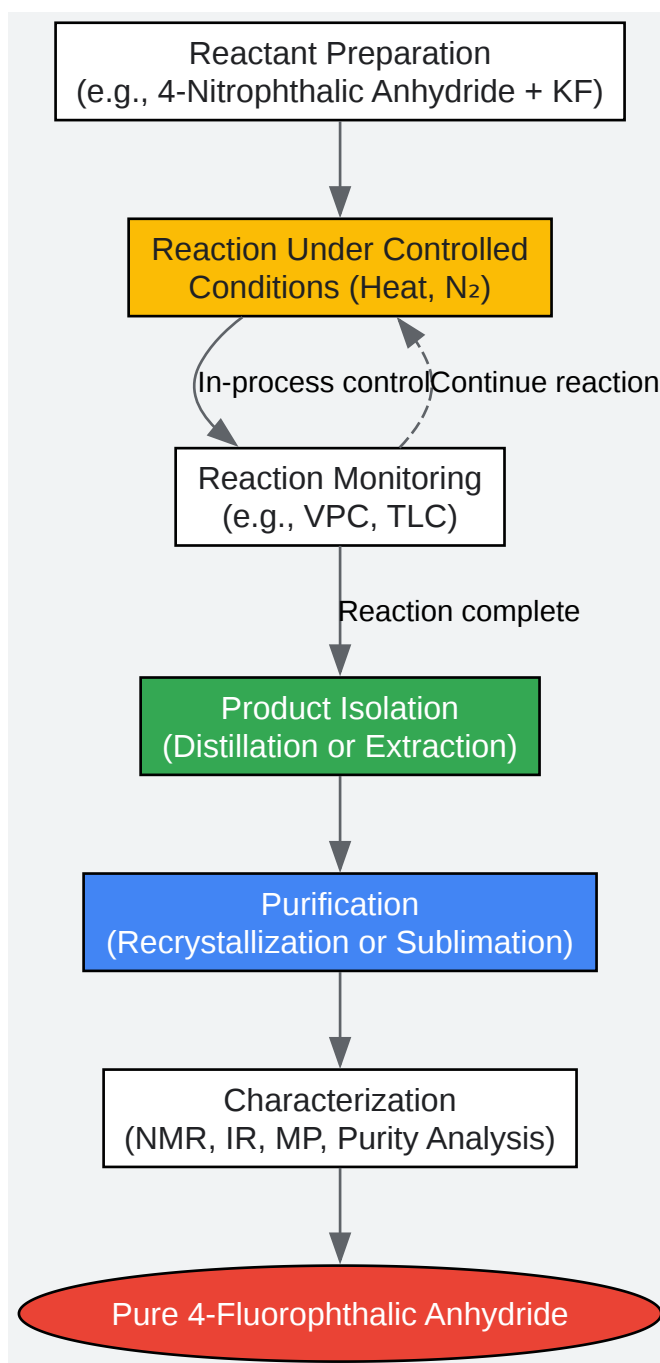 Reactant Preparation
(e.g., 4-Nitrophthalic Anhydride + KF)
Reaction Under Controlled
Conditions (Heat, N₂)
In-process control
Continue reaction
Reaction Monitoring
(e.g., VPC, TLC)
Reaction complete
Product Isolation
(Distillation or Extraction)
Purification
(Recrystallization or Sublimation)
Characterization
(NMR, IR, MP, Purity Analysis)
Pure 4-Fluorophthalic Anhydride